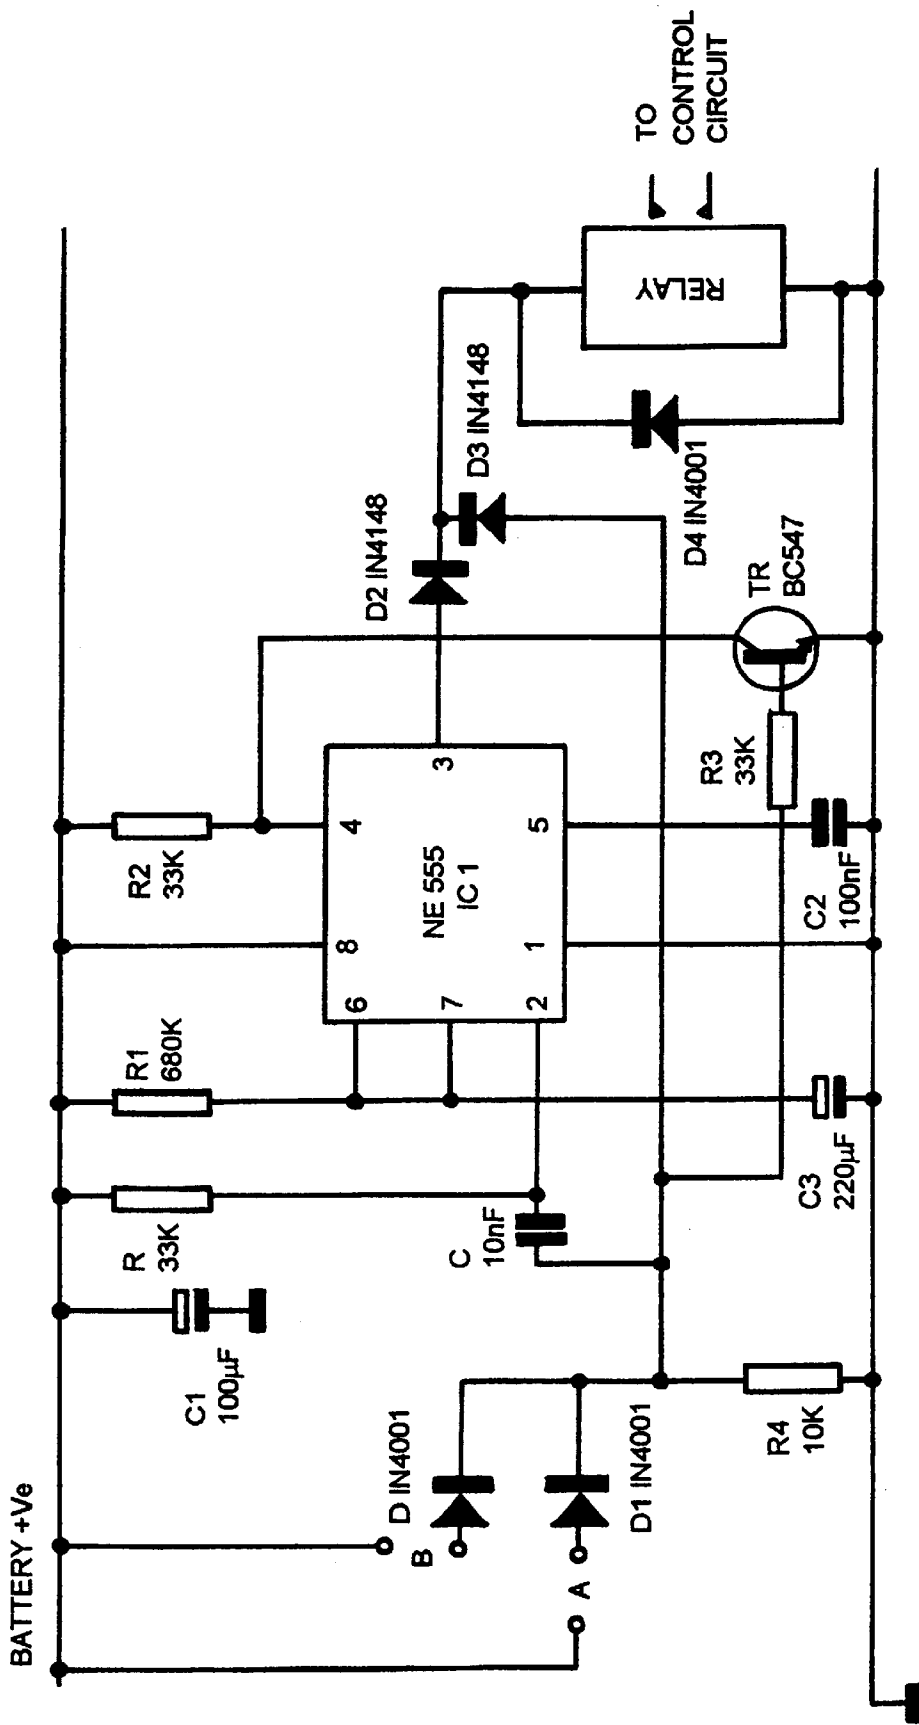 BATTERY +Ve
C1
100µF
R
33K
R1
680K
R2
33K
D IN4001
B
A
D1 IN4001
C
10nF
6
7
2
8
1
NE 555
IC 1
4
5
3
D2 IN4148
D3 IN4148
D4 IN4001
RELAY
TO
CONTROL
CIRCUIT
R4
10K
C3
220µF
C2
100nF
R3
33K
TR
BC547